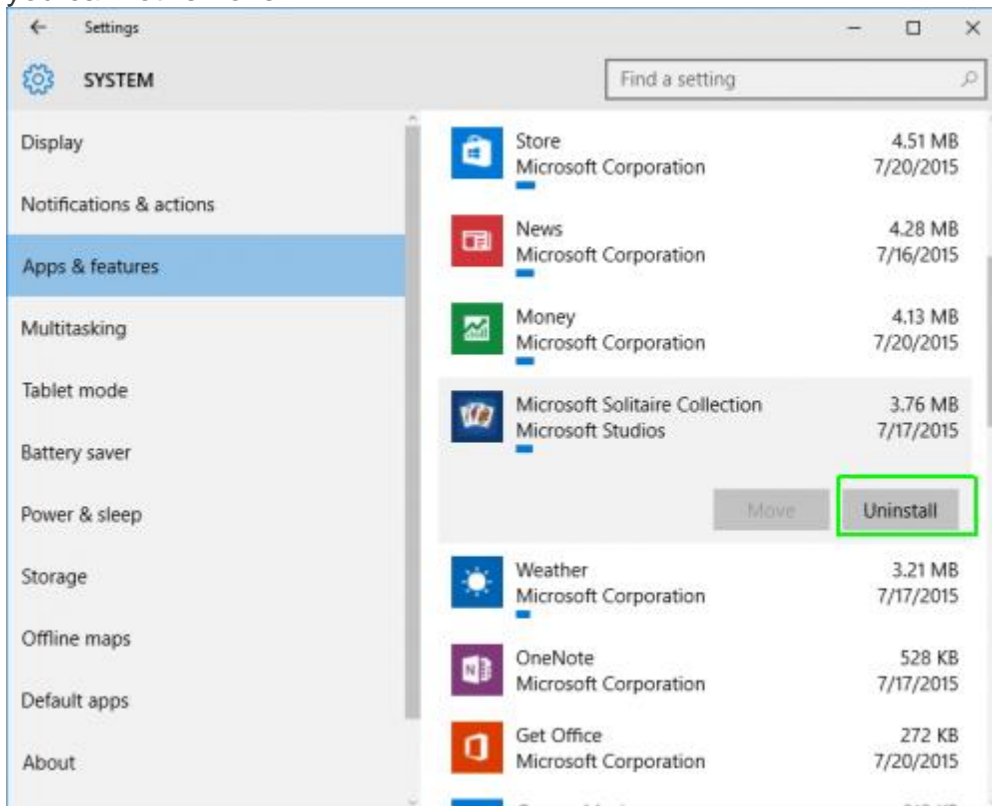 Settings
SYSTEM
Find a setting
Display
Notifications & actions
Apps & features
Multitasking
Tablet mode
Battery saver
Power & sleep
Storage
Offline maps
Default apps
About
Store 4.51 MB
Microsoft Corporation 7/20/2015
News 4.28 MB
Microsoft Corporation 7/16/2015
Money 4.13 MB
Microsoft Corporation 7/20/2015
Microsoft Solitaire Collection 3.76 MB
Microsoft Studios 7/17/2015
Move Uninstall
Weather 3.21 MB
Microsoft Corporation 7/17/2015
OneNote 528 KB
Microsoft Corporation 7/17/2015
Get Office 272 KB
Microsoft Corporation 7/20/2015